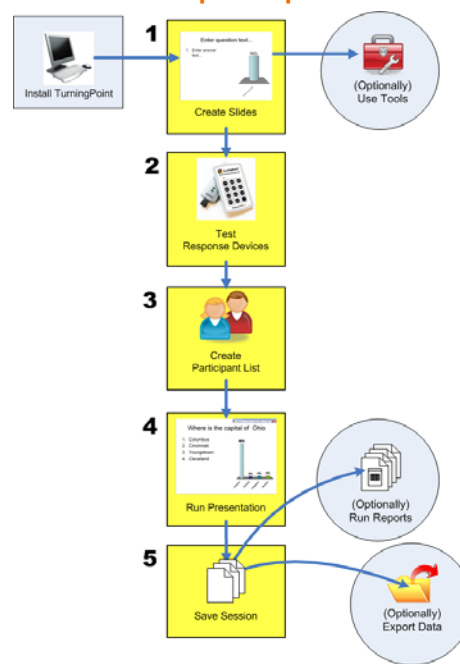 1
Enter question text...
1. Enter answer
text...
Install TurningPoint
Create Slides
(Optionally)
Use Tools
2
Test
Response Devices
3
Create
Participant List
4
Where is the capital of Ohio
1. Columbus
2. Cincinnati
3. Youngstown
4. Cleveland
Run Presentation
(Optionally)
Run Reports
5
Save Session
(Optionally)
Export Data